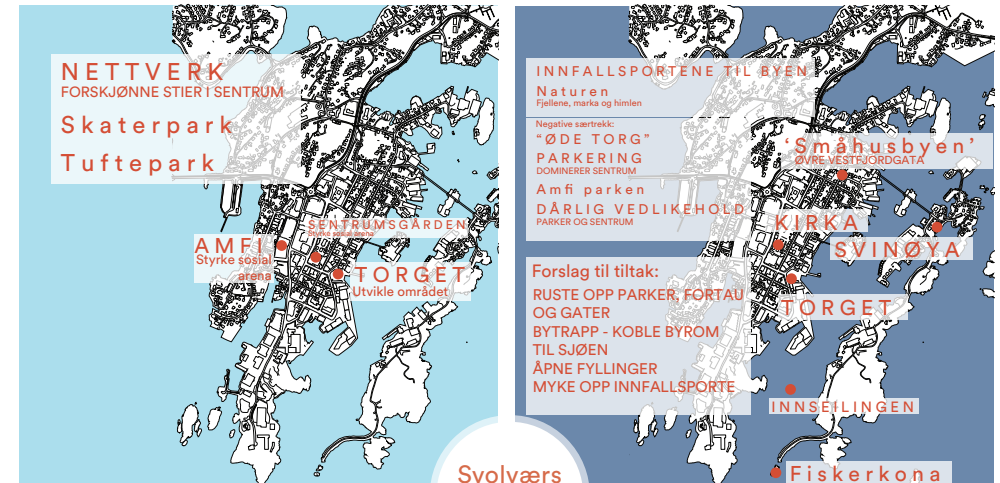 NETTVERK
FORSKJØNNE STIER I SENTRUM
Skaterpark
Tuftepark
SENTRUMSGÅRDEN
Styrke sosial arena
AMFI
Styrke sosial
arena
TORGET
Utvikle området
INNFALLSPORTENE TIL BYEN
Naturen
Fjellene, marka og himlen
Negative særtrekk:
“ØDE TORG”
PARKERING
DOMINERER SENTRUM
Amfi parken
DÅRLIG VEDLIKEHOLD
PARKER OG SENTRUM
‘Småhusbyen’
ØVRE VESTFJORDGATA
KIRKA
SVINØYA
TORGET
Forslag til tiltak:
RUSTE OPP PARKER, FORTAU
OG GATER
BYTRAPP - KOBLE BYROM
TIL SJØEN
ÅPNE FYLLINGER
MYKE OPP INNFALLSPORTE
INNSEILINGEN
Fiskerkona
Svolværs